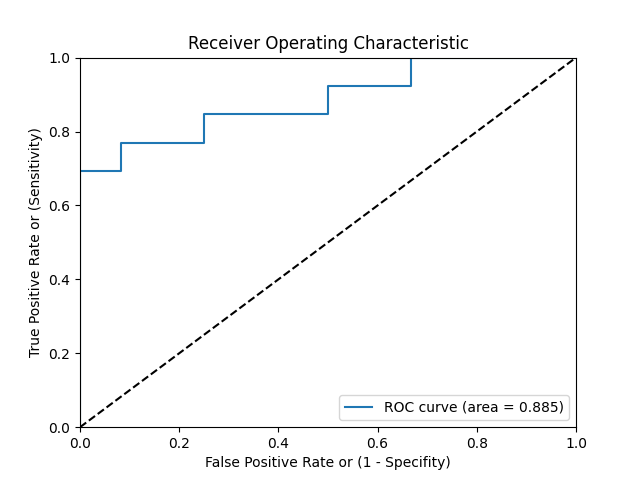 Receiver Operating Characteristic
1.0
0.8
0.6
0.4
0.2
0.0
True Positive Rate or (Sensitivity)
ROC curve (area = 0.885)
0.0 0.2 0.4 0.6 0.8 1.0
False Positive Rate or (1 - Specifity)